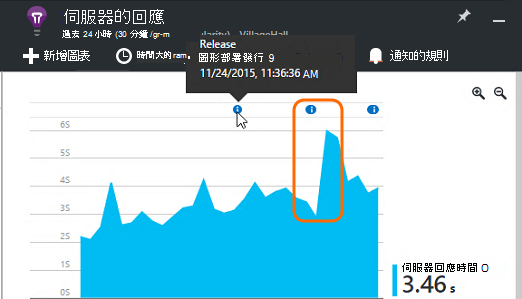 伺服器的回應
過去 24 小時 (30 分鐘 /gr-m
ularity) - VillageHall
新增圖表
時間大的 ram
通知的規則
Release
圖形部署發行 9
11/24/2015, 11:36:36 AM
6S
5S
4S
3S
2S
1S
0S
伺服器回應時間 O
3.46 s